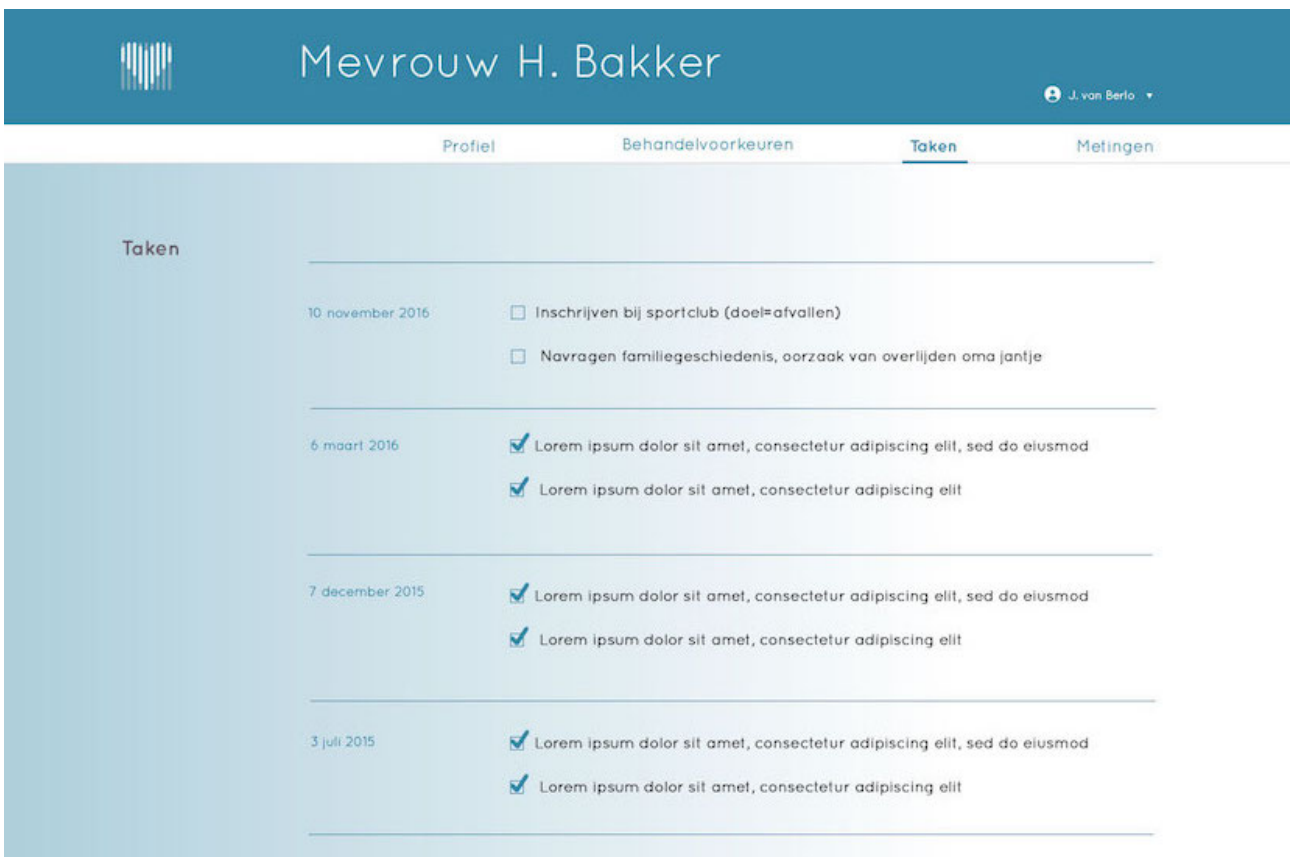 Mevrouw H. Bakker
J. van Berlo
Profiel Behandelvoorkeuren Taken Metingen
Taken
10 november 2016 Inschrijven bij sportclub (doel=afvallen)
Navragen familiegeschiedenis, oorzaak van overlijden oma jantje
6 maart 2016 Lorem ipsum dolor sit amet, consectetur adipiscing elit, sed do eiusmod
Lorem ipsum dolor sit amet, consectetur adipiscing elit
7 december 2015 Lorem ipsum dolor sit amet, consectetur adipiscing elit, sed do eiusmod
Lorem ipsum dolor sit amet, consectetur adipiscing elit
3 juli 2015 Lorem ipsum dolor sit amet, consectetur adipiscing elit, sed do eiusmod
Lorem ipsum dolor sit amet, consectetur adipiscing elit